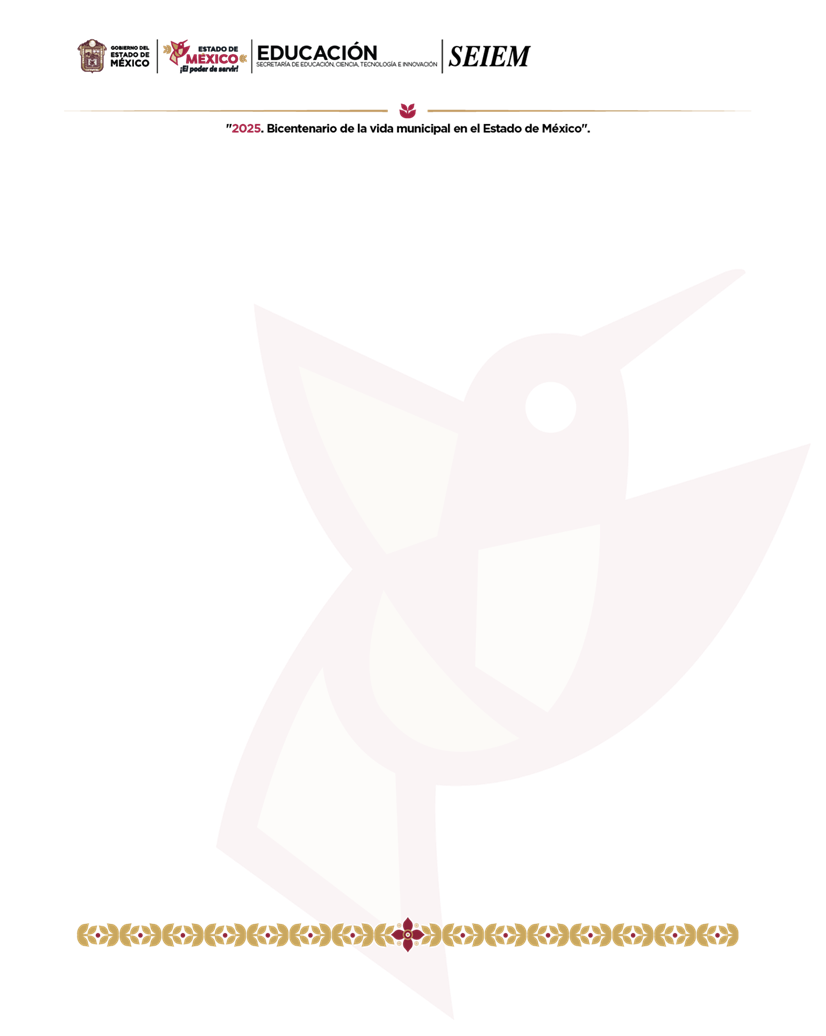 GOBIERNO DEL
ESTADO DE
MÉXICO
ESTADO DE
MÉXICO
¡El poder de servir!
EDUCACIÓN
SECRETARÍA DE EDUCACIÓN, CIENCIA, TECNOLOGÍA E INNOVACIÓN
SEIEM
"2025. Bicentenario de la vida municipal en el Estado de México".